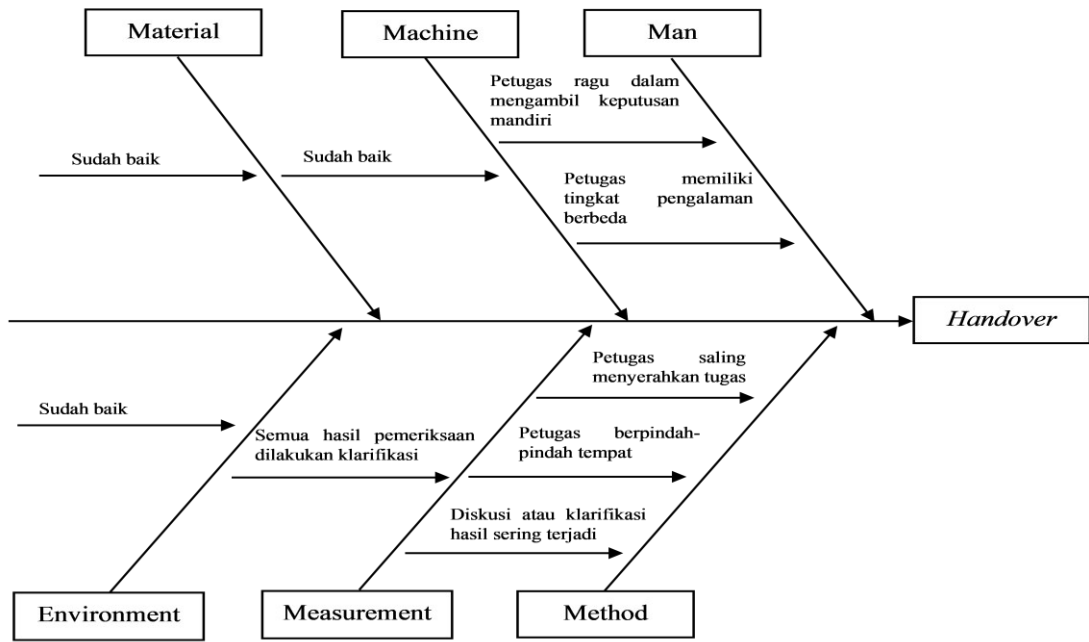 Material
Machine
Man
Petugas ragu dalam
mengambil keputusan
mandiri
Sudah baik
Sudah baik
Petugas memiliki
tingkat pengalaman
berbeda
Handover
Petugas saling
menyerahkan tugas
Sudah baik
Semua hasil pemeriksaan
dilakukan klarifikasi
Petugas berpindah-
pindah tempat
Diskusi atau klarifikasi
hasil sering terjadi
Environment
Measurement
Method